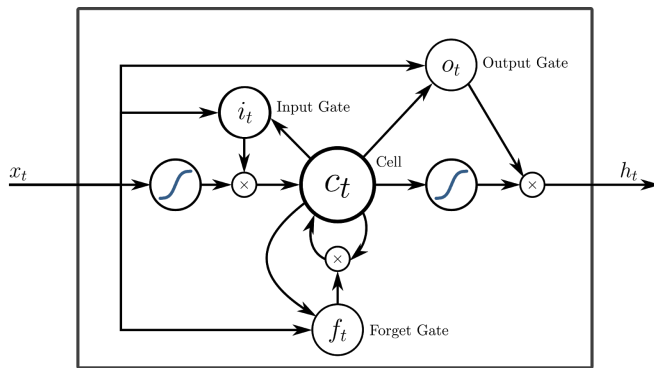 o_t Output Gate
i_t Input Gate
x_t
×
c_t Cell
×
h_t
×
f_t Forget Gate